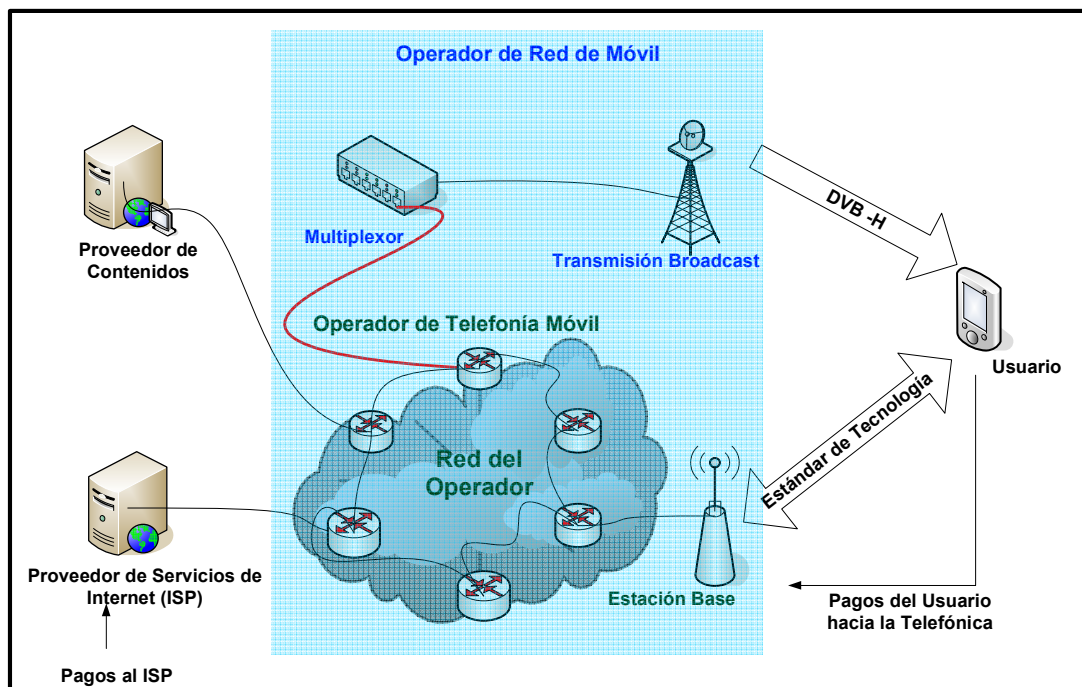 Operador de Red de Móvil
Proveedor de
Contenidos
Multiplexor
Transmisión Broadcast
DVB -H
Usuario
Operador de Telefonía Móvil
Red del
Operador
Estándar de Tecnología
Proveedor de Servicios de
Internet (ISP)
Estación Base
Pagos del Usuario
hacia la Telefónica
Pagos al ISP